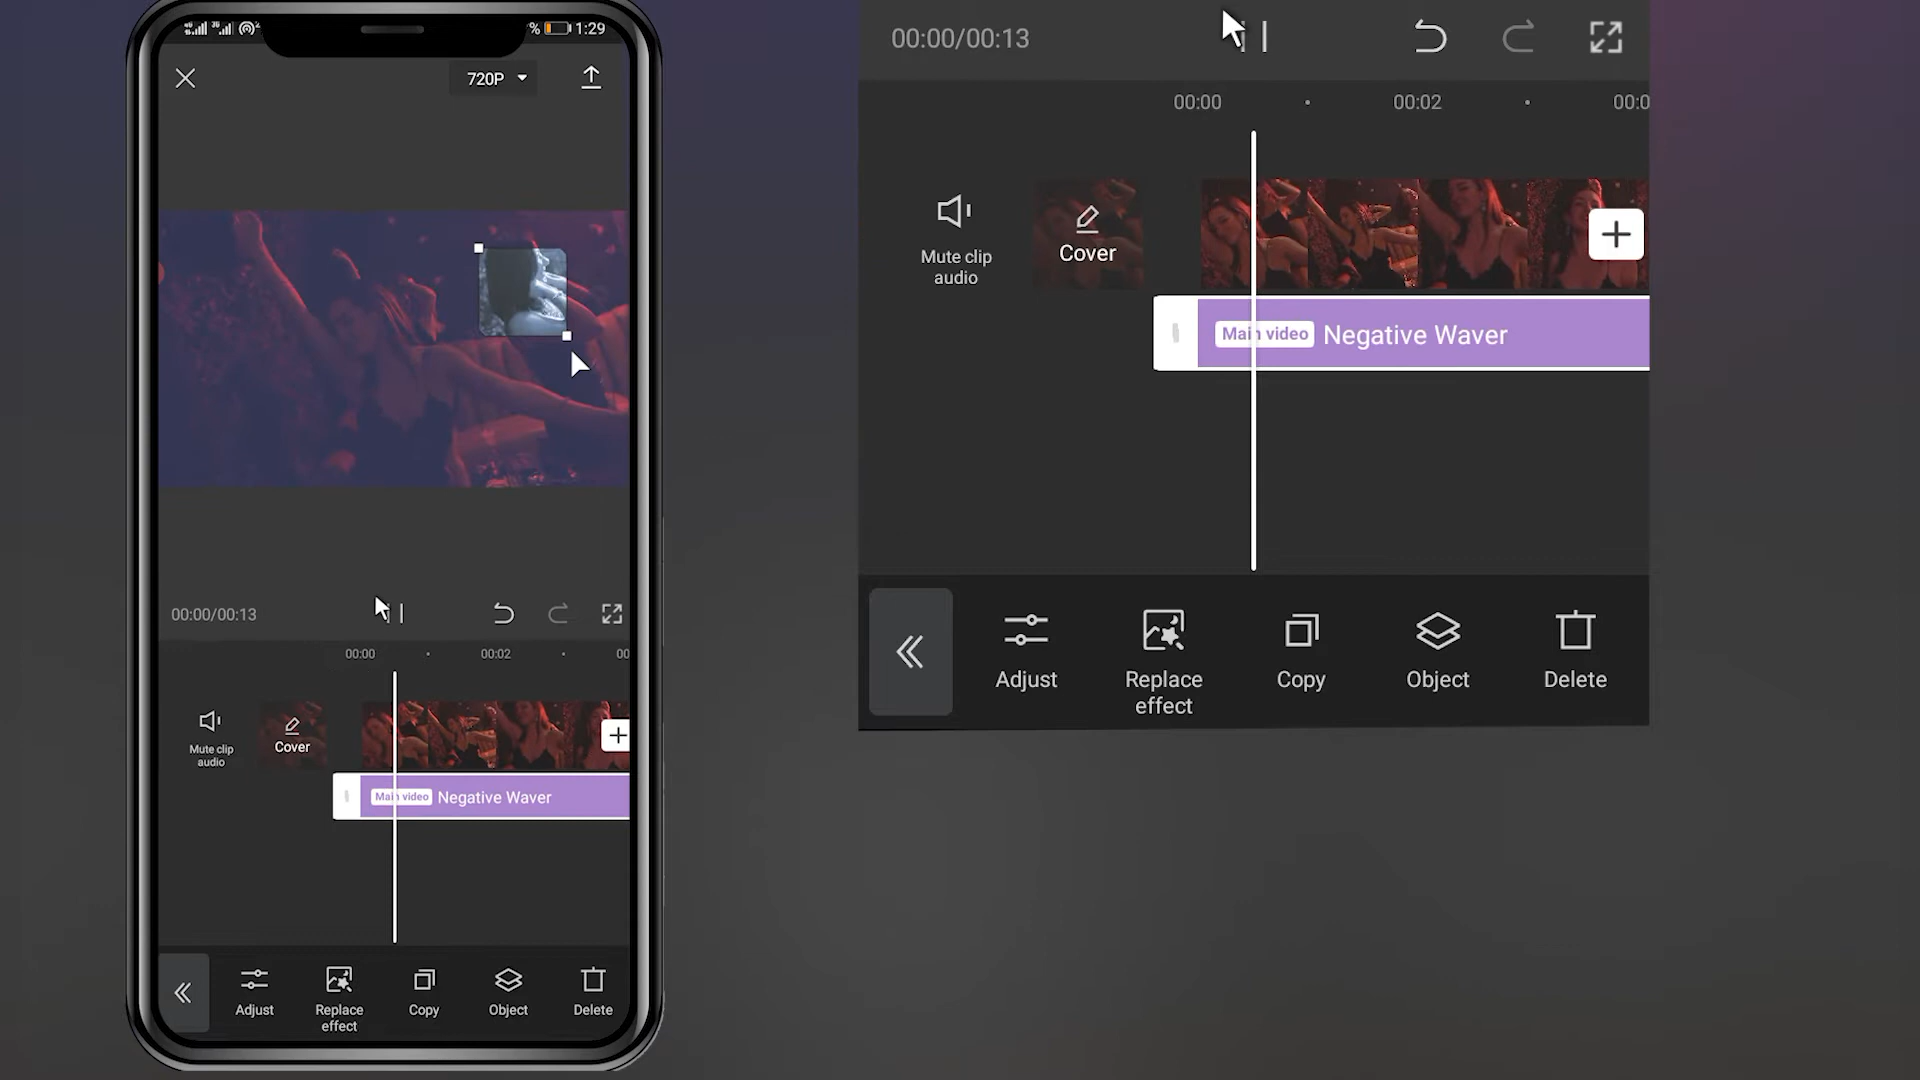 % 1:29
720P
00:00/00:13
00:00 00:02 00
Mute clip
audio
Cover
Main video Negative Waver
Adjust
Replace
effect
Copy
Object
Delete
00:00/00:13
00:00 00:02 00:0
Mute clip
audio
Cover
Main video Negative Waver
Adjust
Replace
effect
Copy
Object
Delete